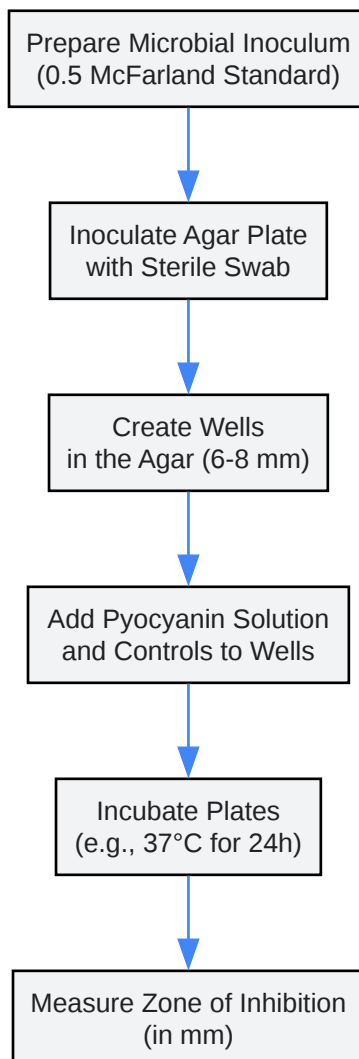 Prepare Microbial Inoculum
(0.5 McFarland Standard)
Inoculate Agar Plate
with Sterile Swab
Create Wells
in the Agar (6-8 mm)
Add Pyocyanin Solution
and Controls to Wells
Incubate Plates
(e.g., 37°C for 24h)
Measure Zone of Inhibition
(in mm)